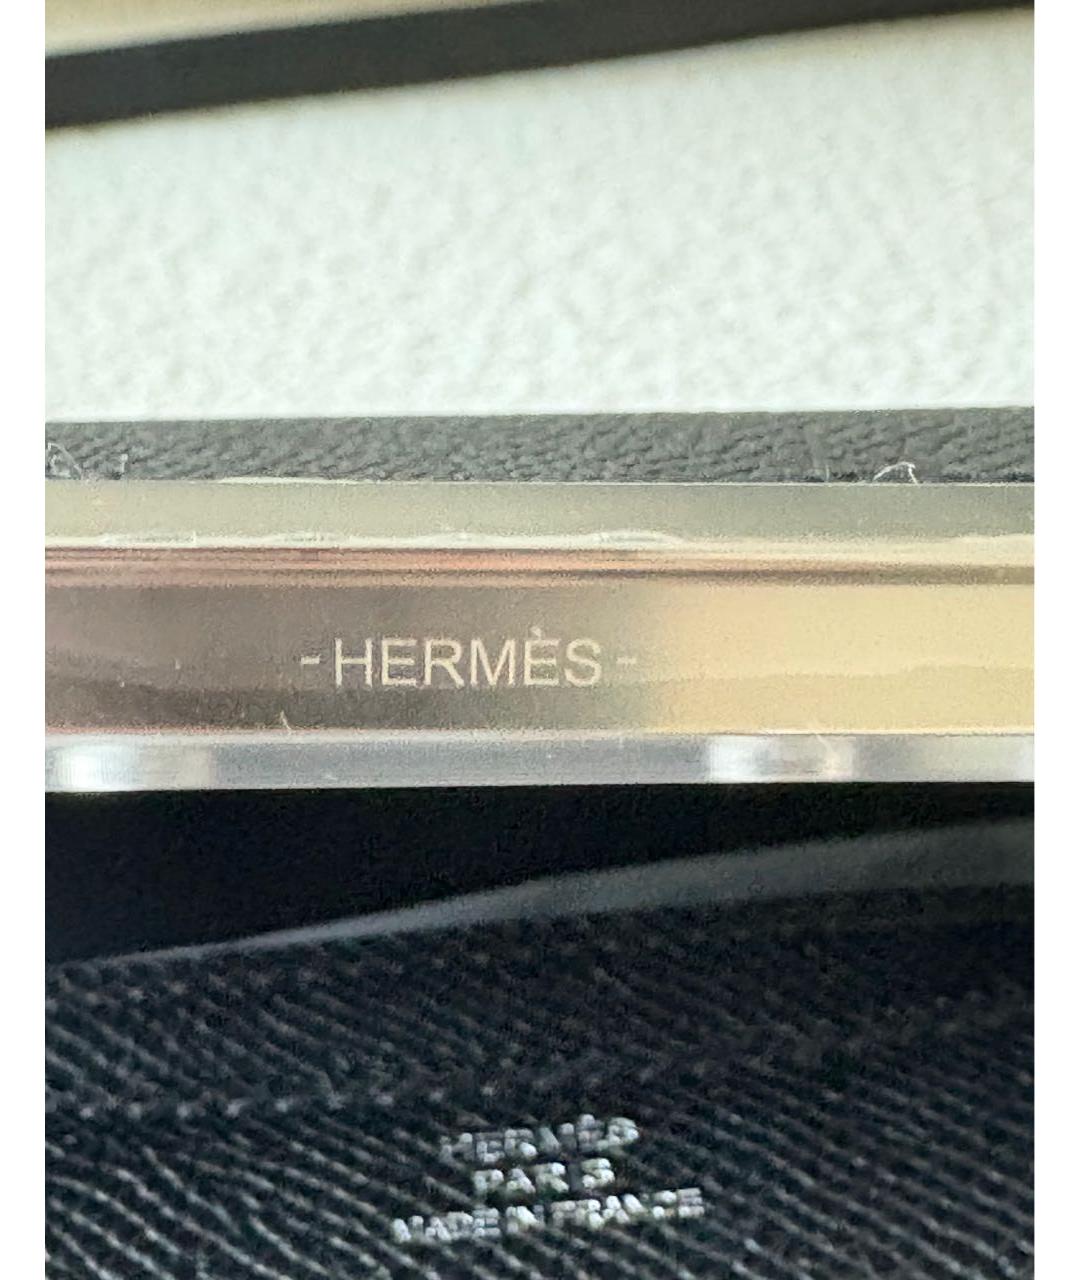 -HERMÈS-
HERMÈS
PARIS
MADE IN FRANCE